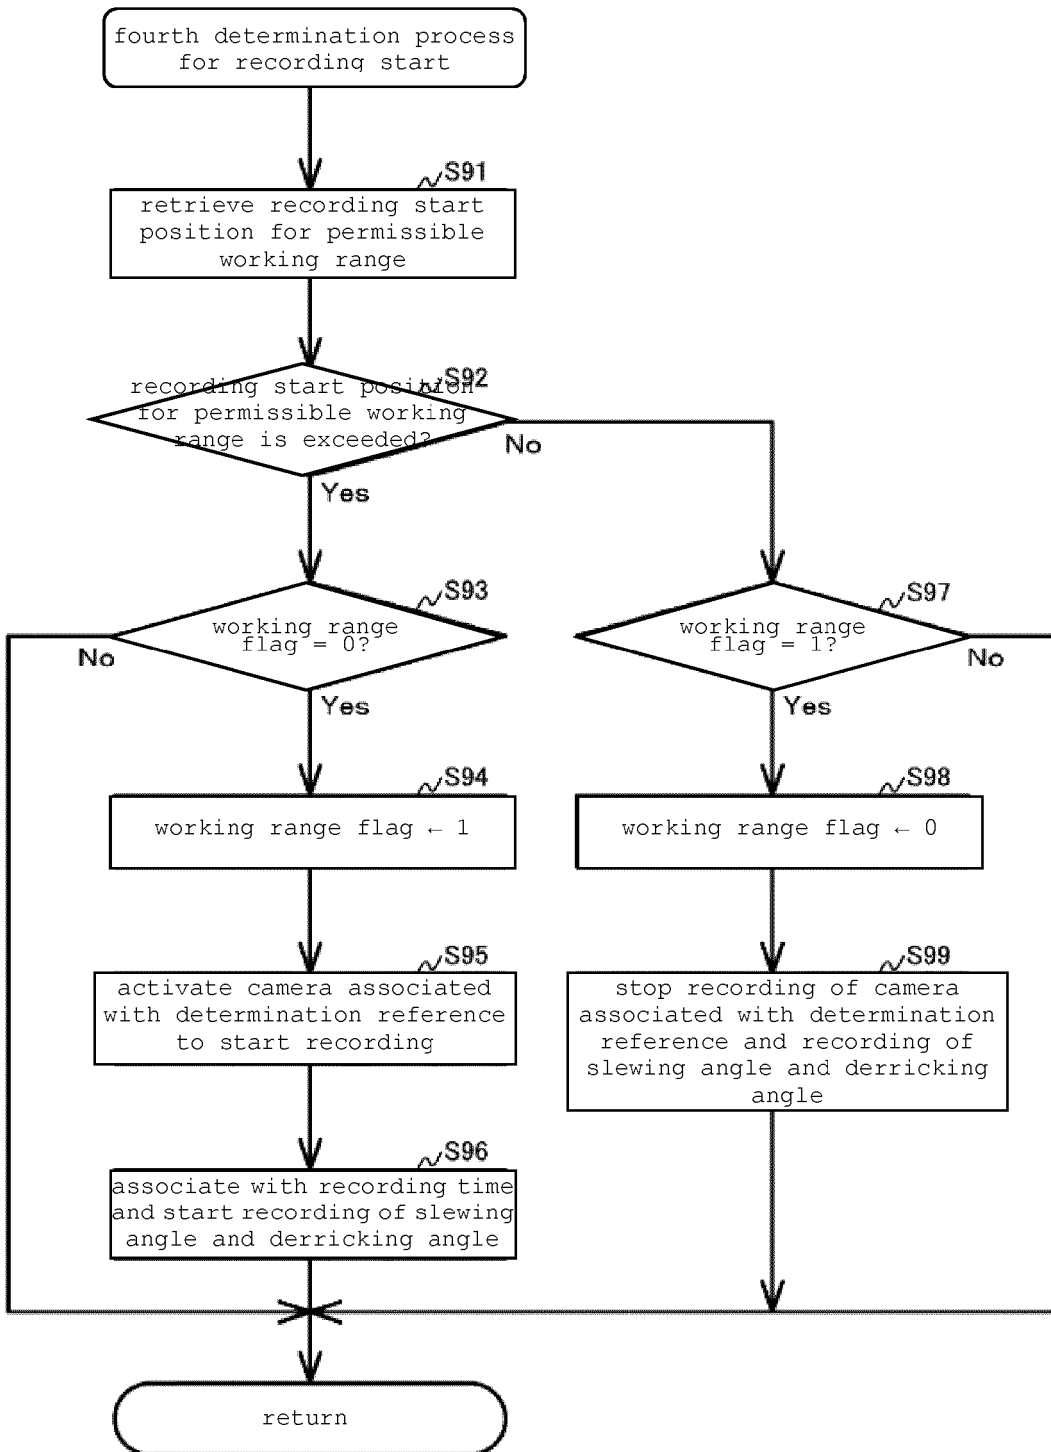 fourth determination process
for recording start
S91
retrieve recording start
position for permissible
working range
S92
recording start position
for permissible working
range is exceeded?
No
Yes
S93
working range
flag = 0?
No
Yes
S97
working range
flag = 1?
No
Yes
S94
working range flag ← 1
S98
working range flag ← 0
S95
activate camera associated
with determination reference
to start recording
S99
stop recording of camera
associated with determination
reference and recording of
slewing angle and derricking
angle
S96
associate with recording time
and start recording of slewing
angle and derricking angle
return